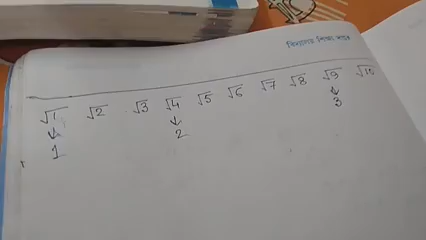 √1 √2 √3 √4 √5 √6 √7 √8 √9 √10
↓ ↓ ↓
1 2 3